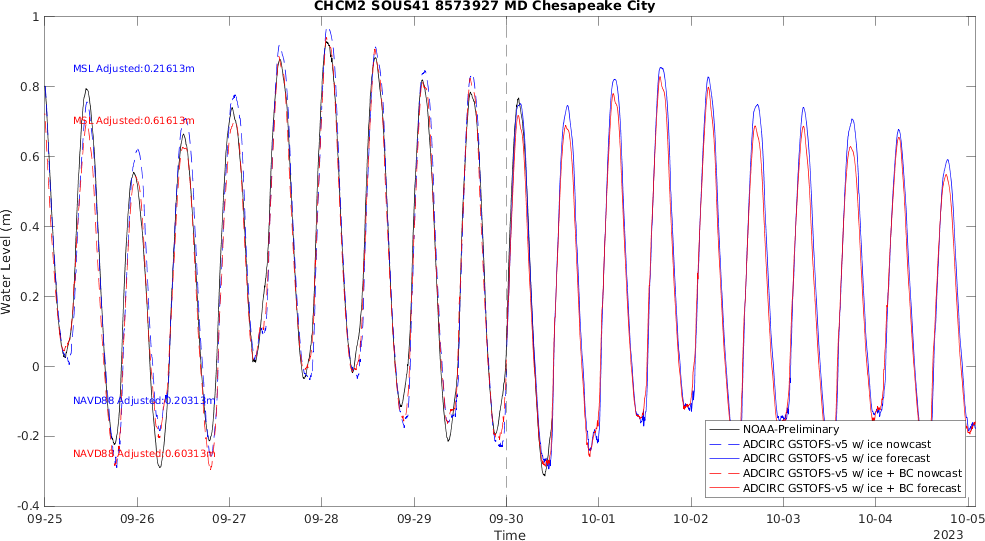 CHCM2 SOUS41 8573927 MD Chesapeake City
1
0.8
0.6
0.4
0.2
0
-0.2
-0.4
Water Level (m)
MSL Adjusted:0.21613m
MSL Adjusted:0.61613m
NAVD88 Adjusted:0.20313m
NAVD88 Adjusted:0.60313m
NOAA-Preliminary
ADCIRC GSTOFS-v5 w/ ice nowcast
ADCIRC GSTOFS-v5 w/ ice forecast
ADCIRC GSTOFS-v5 w/ ice + BC nowcast
ADCIRC GSTOFS-v5 w/ ice + BC forecast
09-25 09-26 09-27 09-28 09-29 09-30 10-01 10-02 10-03 10-04 10-05
Time
2023